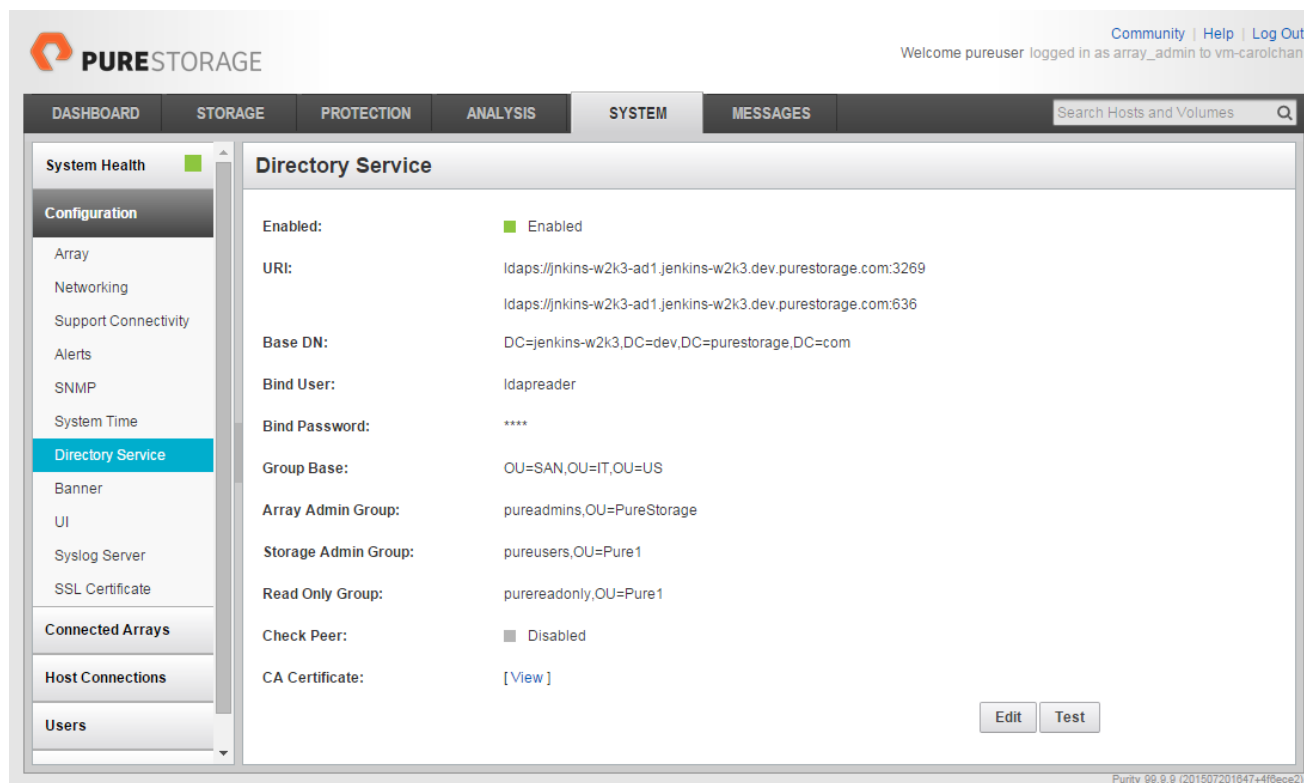 PURESTORAGE
Community | Help | Log Out
Welcome pureuser logged in as array_admin to vm-carolchan
DASHBOARD STORAGE PROTECTION ANALYSIS SYSTEM MESSAGES Search Hosts and Volumes
System Health
Configuration
Array
Networking
Support Connectivity
Alerts
SNMP
System Time
Directory Service
Banner
UI
Syslog Server
SSL Certificate
Connected Arrays
Host Connections
Users
Directory Service
Enabled: Enabled
URI: ldaps://jnkins-w2k3-ad1.jenkins-w2k3.dev.purestorage.com:3269
ldaps://jnkins-w2k3-ad1.jenkins-w2k3.dev.purestorage.com:636
Base DN: DC=jenkins-w2k3,DC=dev,DC=purestorage,DC=com
Bind User: ldapreader
Bind Password: ****
Group Base: OU=SAN,OU=IT,OU=US
Array Admin Group: pureadmins,OU=PureStorage
Storage Admin Group: pureusers,OU=Pure1
Read Only Group: purereadonly,OU=Pure1
Check Peer: Disabled
CA Certificate: [ View ]
Edit Test
Purity 99.9.9 (201507201647+4f6ece2)